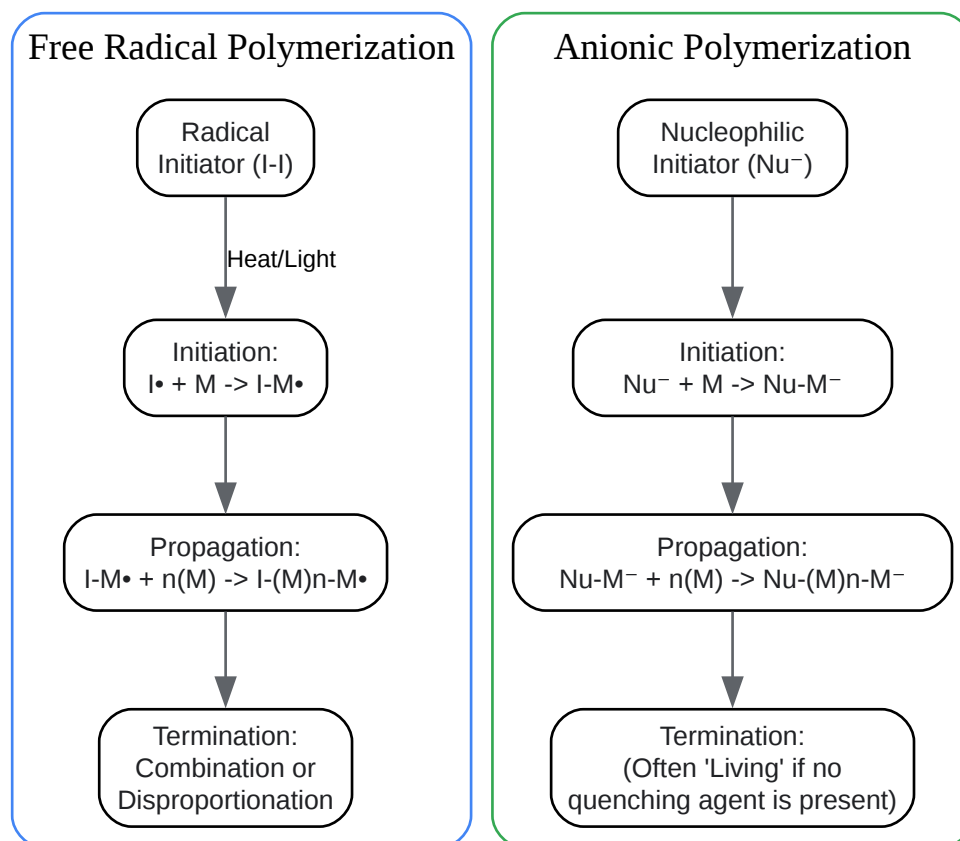 Free Radical Polymerization
Radical
Initiator (I-I)
Heat/Light
Initiation:
I• + M -> I-M•
Propagation:
I-M• + n(M) -> I-(M)n-M•
Termination:
Combination or
Disproportionation
Anionic Polymerization
Nucleophilic
Initiator (Nu⁻)
Initiation:
Nu⁻ + M -> Nu-M⁻
Propagation:
Nu-M⁻ + n(M) -> Nu-(M)n-M⁻
Termination:
(Often 'Living' if no
quenching agent is present)